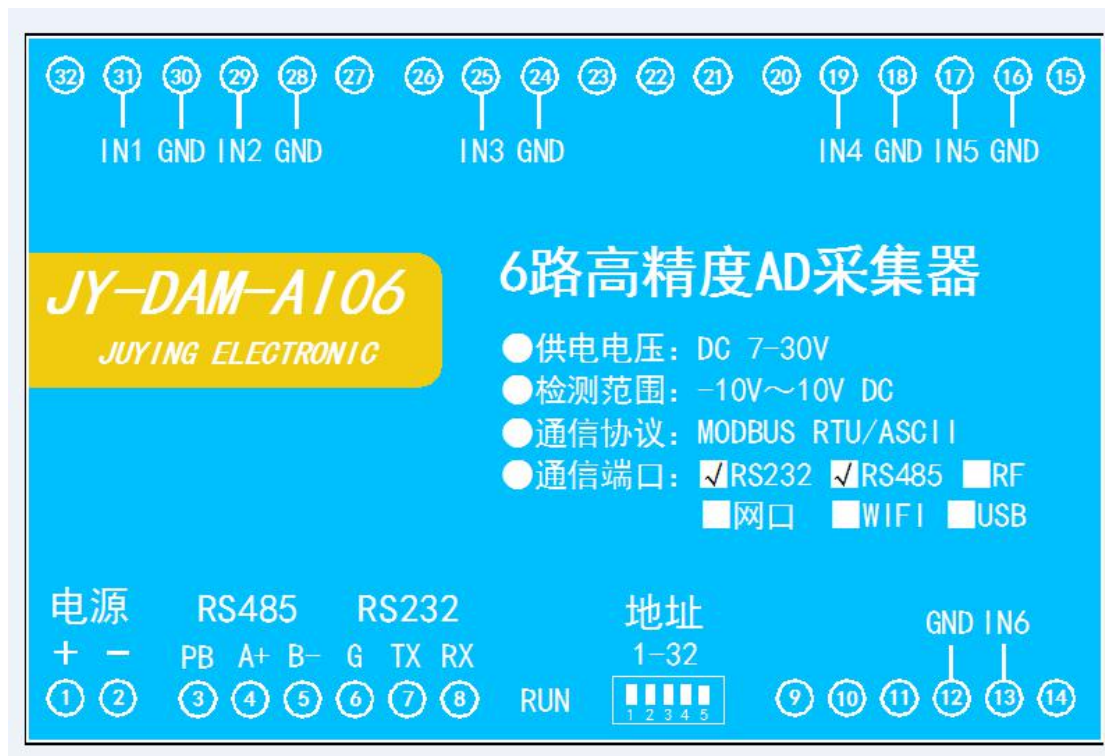 32 31 30 29 28 27 26 25 24 23 22 21 20 19 18 17 16 15
IN1 GND IN2 GND IN3 GND IN4 GND IN5 GND
JY-DAM-AI06
JUYING ELECTRONIC
6路高精度AD采集器
●供电电压: DC 7-30V
●检测范围: -10V～10V DC
●通信协议: MODBUS RTU/ASCII
●通信端口: √RS232 √RS485 RF
网口 WIFI USB
电源 RS485 RS232 地址 GND IN6
+ − PB A+ B− G TX RX 1-32
1 2 3 4 5 6 7 8 RUN 1 2 3 4 5 9 10 11 12 13 14